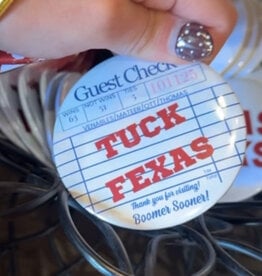 Guest Check
WINS NOT WINS TIES 101125
63 51 5
VENABLES/MATEER/CITY/THOMAS
TUCK
FEXAS
Thank you for visiting!
Boomer Sooner!